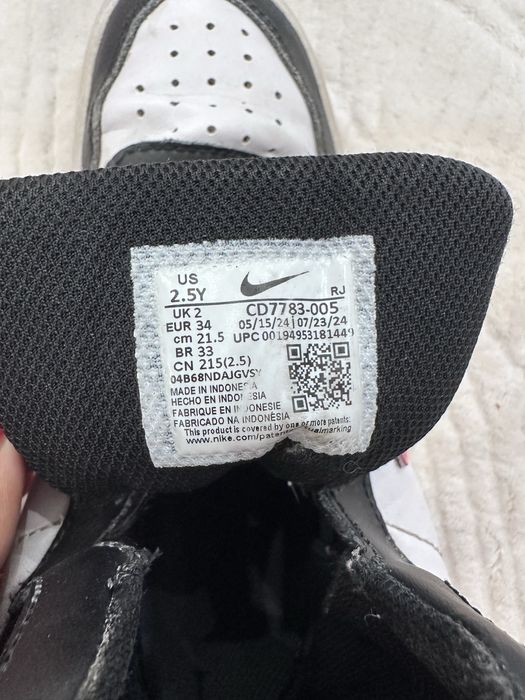 US
2.5Y
RJ
UK 2
CD7783-005
EUR 34
05/15/24 07/23/24
cm 21.5
UPC 00194953181449
BR 33
CN 215(2.5)
04B68NDAJGVSY
MADE IN INDONESIA
HECHO EN INDONESIA
FABRIQUE EN INDONESIE
FABRICADO NA INDONESIA
This product is covered by one or more patents:
www.nike.com/patents